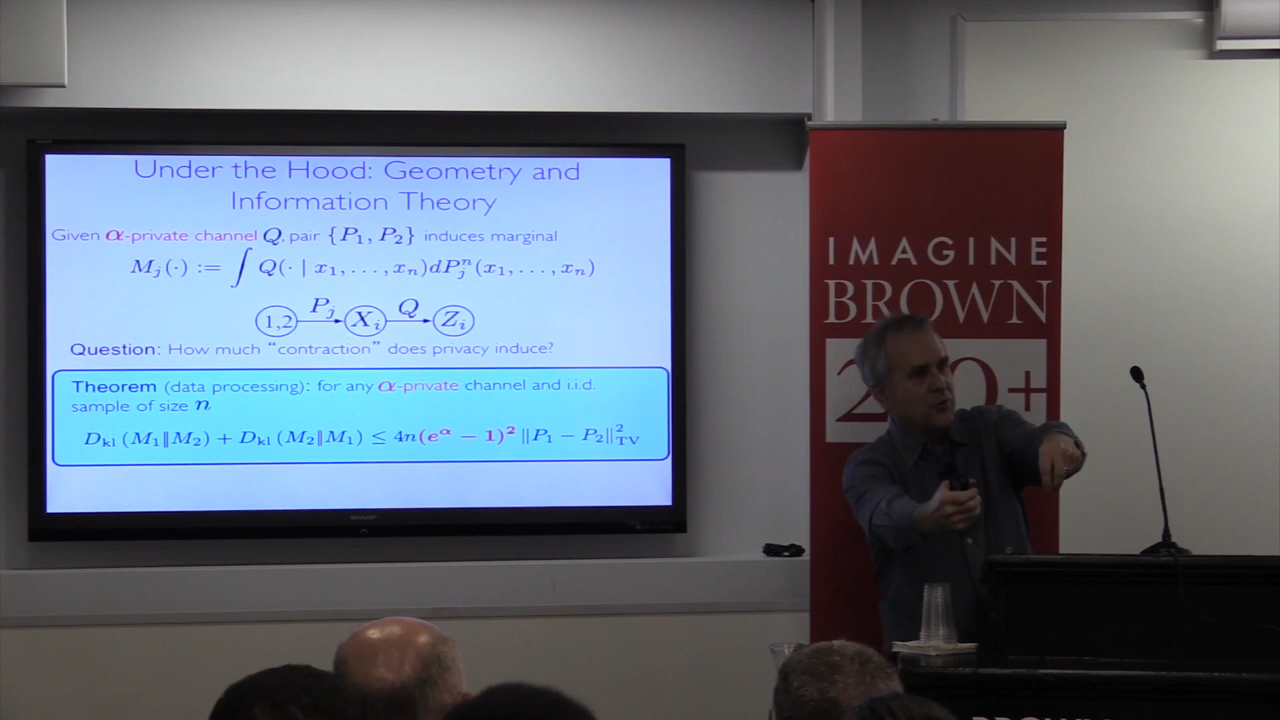 Under the Hood: Geometry and
Information Theory
Given α-private channel Q, pair {P₁, P₂} induces marginal
Mⱼ(·) := ∫ Q(· | x₁, . . . , xₙ)dPⱼⁿ(x₁, . . . , xₙ)
1,2 Pⱼ Xᵢ Q Zᵢ
Question: How much “contraction” does privacy induce?
Theorem (data processing): for any α-private channel and i.i.d.
sample of size n
D_kl (M₁‖M₂) + D_kl (M₂‖M₁) ≤ 4n(e^α − 1)² ‖P₁ − P₂‖²_TV
IMAGINE
BROWN